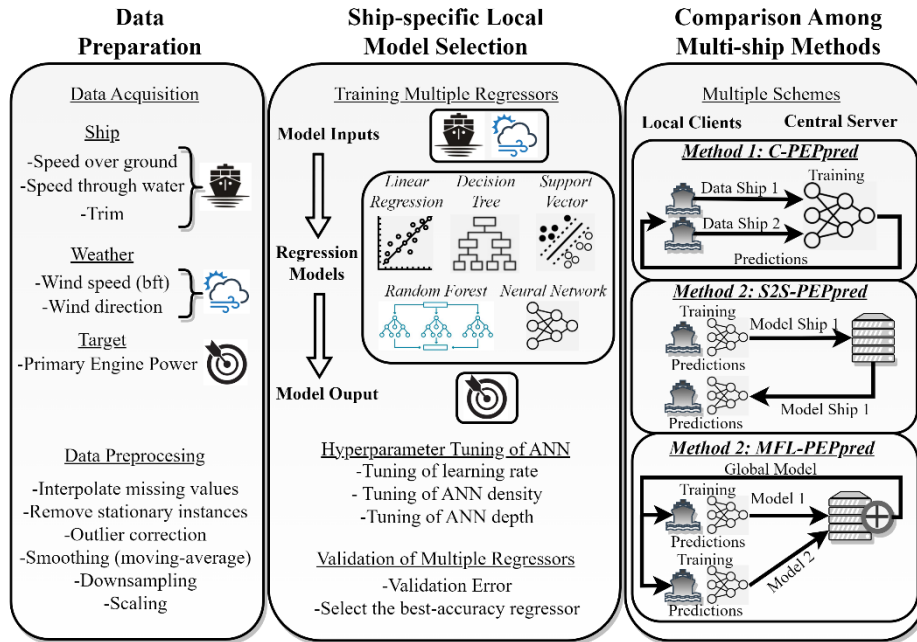 Data
Preparation
Data Acquisition
Ship
-Speed over ground
-Speed through water
-Trim
Weather
-Wind speed (bft)
-Wind direction
Target
-Primary Engine Power
Data Preprocesing
-Interpolate missing values
-Remove stationary instances
-Outlier correction
-Smoothing (moving-average)
-Downsampling
-Scaling
Ship-specific Local
Model Selection
Training Multiple Regressors
Model Inputs
Linear
Regression
Decision
Tree
Support
Vector
Regression
Models
Random Forest
Neural Network
Model Ouput
Hyperparameter Tuning of ANN
-Tuning of learning rate
- Tuning of ANN density
-Tuning of ANN depth
Validation of Multiple Regressors
-Validation Error
-Select the best-accuracy regressor
Comparison Among
Multi-ship Methods
Multiple Schemes
Local Clients
Central Server
Method 1: C-PEPpred
Training
Data Ship 1
Data Ship 2
Predictions
Method 2: S2S-PEPpred
Training
Model Ship 1
Predictions
Model Ship 1
Predictions
Method 2: MFL-PEPpred
Global Model
Training
Model 1
Predictions
Training
Model 2
Predictions